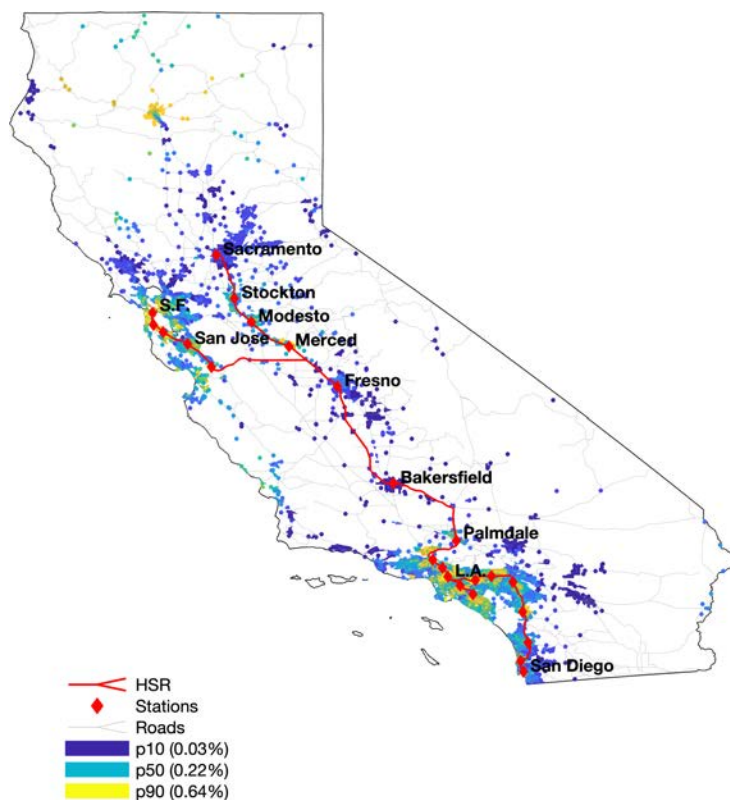 Sacramento
Stockton
S.F.
Modesto
San Jose
Merced
Fresno
Bakersfield
Palmdale
L.A.
San Diego
HSR
Stations
Roads
p10 (0.03%)
p50 (0.22%)
p90 (0.64%)